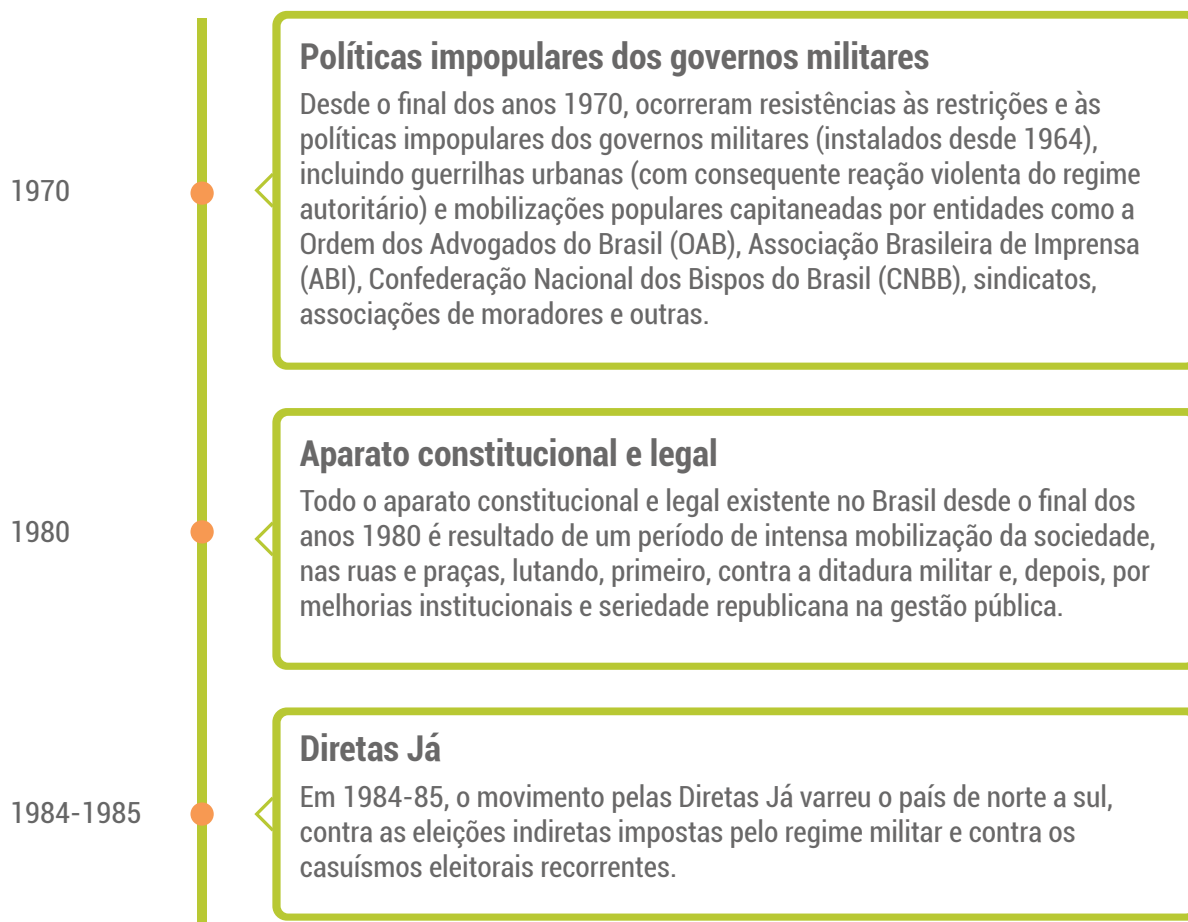 Políticas impopulares dos governos militares
1970
Desde o final dos anos 1970, ocorreram resistências às restrições e às
políticas impopulares dos governos militares (instalados desde 1964),
incluindo guerrilhas urbanas (com consequente reação violenta do regime
autoritário) e mobilizações populares capitaneadas por entidades como a
Ordem dos Advogados do Brasil (OAB), Associação Brasileira de Imprensa
(ABI), Confederação Nacional dos Bispos do Brasil (CNBB), sindicatos,
associações de moradores e outras.
Aparato constitucional e legal
1980
Todo o aparato constitucional e legal existente no Brasil desde o final dos
anos 1980 é resultado de um período de intensa mobilização da sociedade,
nas ruas e praças, lutando, primeiro, contra a ditadura militar e, depois, por
melhorias institucionais e seriedade republicana na gestão pública.
Diretas Já
1984-1985
Em 1984-85, o movimento pelas Diretas Já varreu o país de norte a sul,
contra as eleições indiretas impostas pelo regime militar e contra os
casuísmos eleitorais recorrentes.